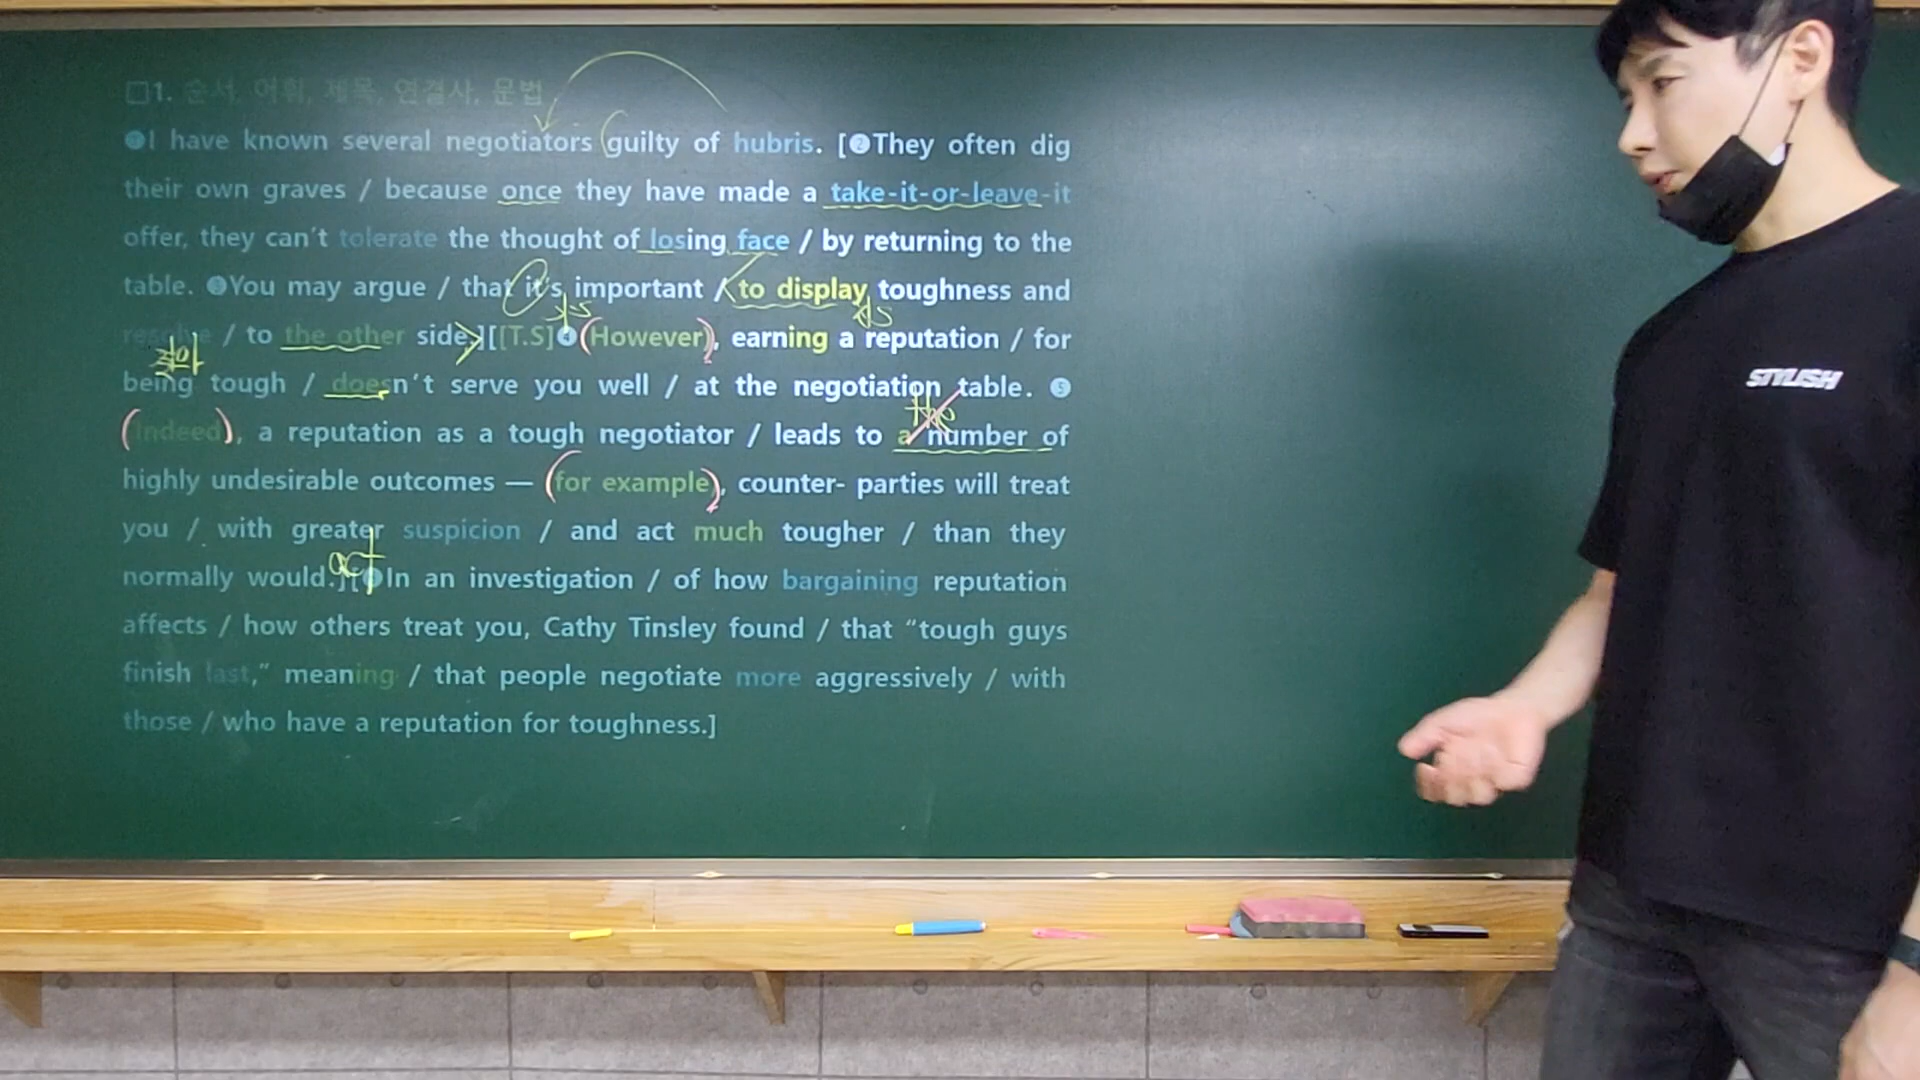 □1. 순서, 어휘, 제목, 연결사, 문법
❶I have known several negotiators guilty of hubris. [❷They often dig
their own graves / because once they have made a take-it-or-leave-it
offer, they can't tolerate the thought of losing face / by returning to the
table. ❸You may argue / that it's important / to display toughness and
resolve / to the other side.][[T.S]❹(However), earning a reputation / for
being tough / doesn't serve you well / at the negotiation table. ❺
the
(Indeed), a reputation as a tough negotiator / leads to a number of
highly undesirable outcomes — (for example), counter- parties will treat
you / with greater suspicion / and act much tougher / than they
act
normally would.][❻In an investigation / of how bargaining reputation
affects / how others treat you, Cathy Tinsley found / that “tough guys
finish last,” meaning / that people negotiate more aggressively / with
those / who have a reputation for toughness.]
STYLISH